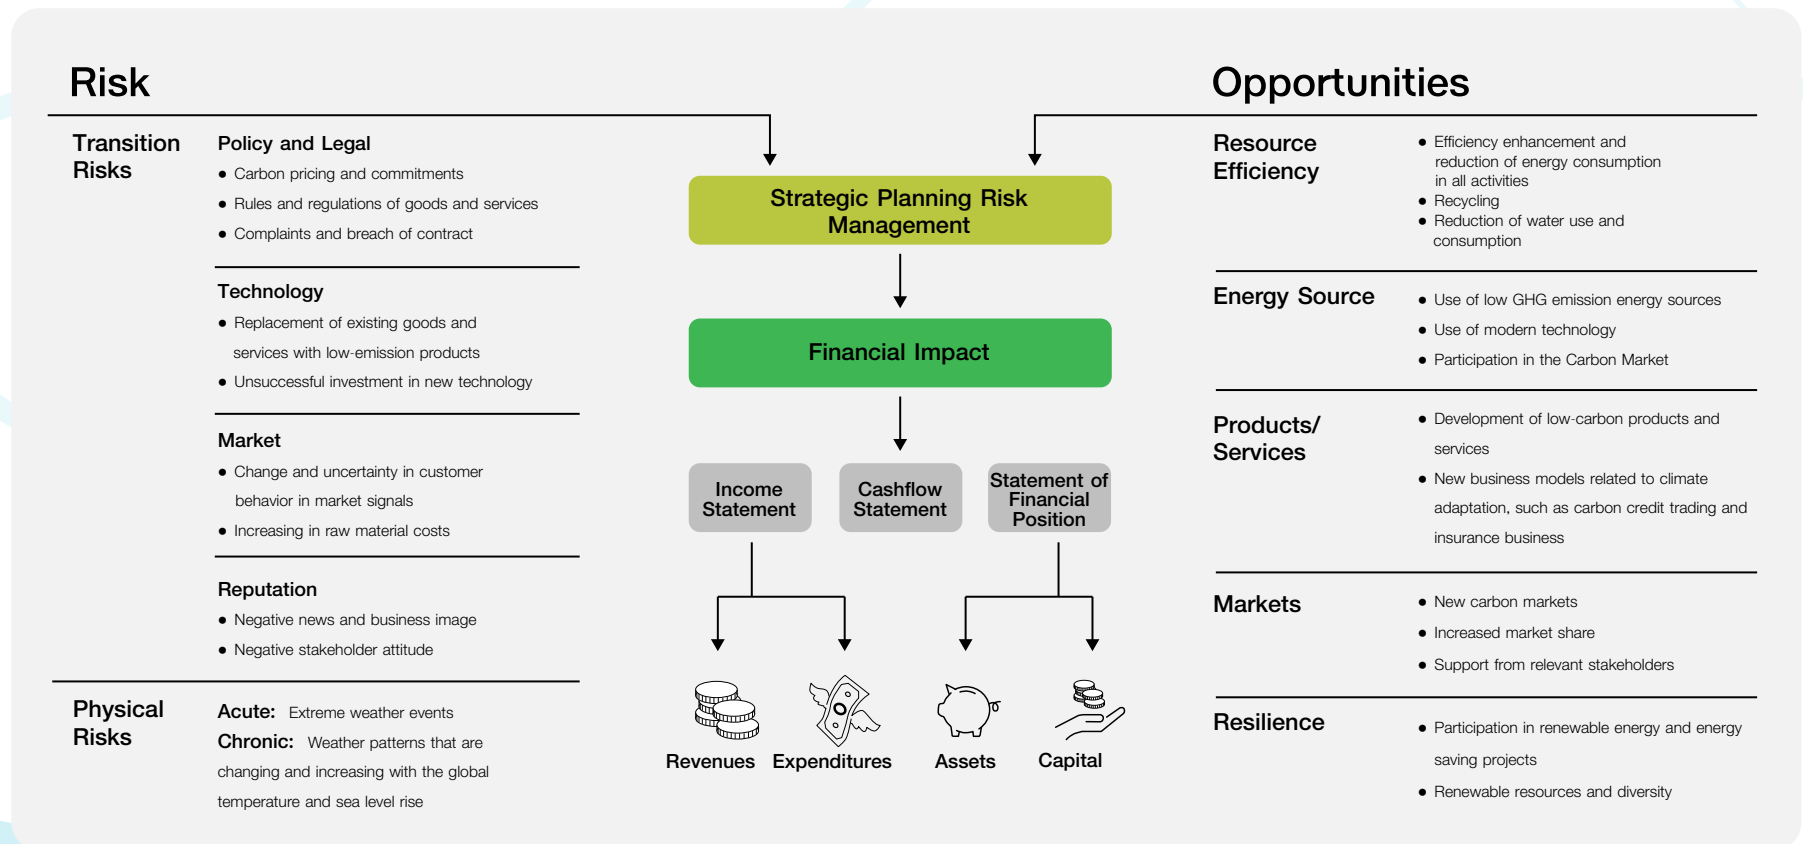 Risk
Transition
Risks
Policy and Legal
● Carbon pricing and commitments
● Rules and regulations of goods and services
● Complaints and breach of contract
Technology
● Replacement of existing goods and
services with low-emission products
● Unsuccessful investment in new technology
Market
● Change and uncertainty in customer
behavior in market signals
● Increasing in raw material costs
Reputation
● Negative news and business image
● Negative stakeholder attitude
Physical
Risks
Acute: Extreme weather events
Chronic: Weather patterns that are
changing and increasing with the global
temperature and sea level rise
Strategic Planning Risk
Management
Financial Impact
Income
Statement
Cashflow
Statement
Statement of
Financial
Position
Revenues
Expenditures
Assets
Capital
Opportunities
Resource
Efficiency
● Efficiency enhancement and
reduction of energy consumption
in all activities
● Recycling
● Reduction of water use and
consumption
Energy Source
● Use of low GHG emission energy sources
● Use of modern technology
● Participation in the Carbon Market
Products/
Services
● Development of low-carbon products and
services
● New business models related to climate
adaptation, such as carbon credit trading and
insurance business
Markets
● New carbon markets
● Increased market share
● Support from relevant stakeholders
Resilience
● Participation in renewable energy and energy
saving projects
● Renewable resources and diversity